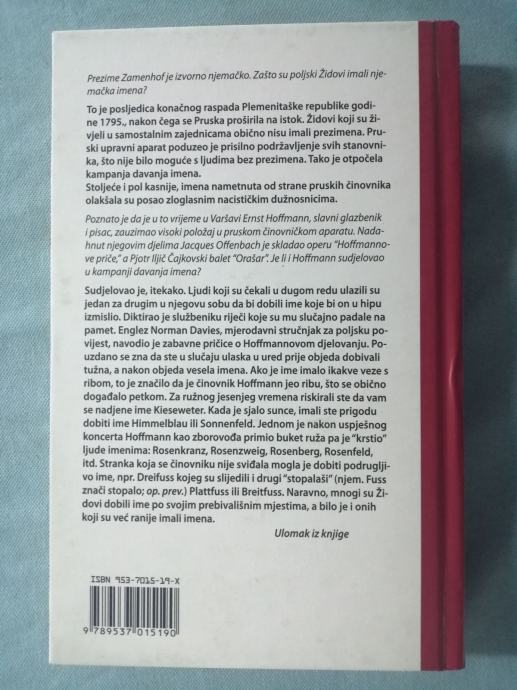 Prezime Zamenhof je izvorno njemačko. Zašto su poljski Židovi imali nje-
mačka imena?
To je posljedica konačnog raspada Plemenitaške republike godi-
ne 1795., nakon čega se Pruska proširila na istok. Židovi koji su ži-
vjeli u samostalnim zajednicama obično nisu imali prezimena. Pru-
ski upravni aparat poduzeo je prisilno podržavljenje svih stanovni-
ka, što nije bilo moguće s ljudima bez prezimena. Tako je otpočela
kampanja davanja imena.
Stoljeće i pol kasnije, imena nametnuta od strane pruskih činovnika
olakšala su posao zloglasnim nacističkim dužnosnicima.
Poznato je da je u to vrijeme u Varšavi Ernst Hoffmann, slavni glazbenik
i pisac, zauzimao visoki položaj u pruskom činovničkom aparatu. Nada-
hnut njegovim djelima Jacques Offenbach je skladao operu "Hoffmanno-
ve priče," a Pjotr Iljič Čajkovski balet "Orašar". Je li i Hoffmann sudjelovao
u kampanji davanja imena?
Sudjelovao je, itekako. Ljudi koji su čekali u dugom redu ulazili su
jedan za drugim u njegovu sobu da bi dobili ime koje bi on u hipu
izmislio. Diktirao je službeniku riječi koje su mu slučajno padale na
pamet. Englez Norman Davies, mjerodavni stručnjak za poljsku po-
vijest, navodio je zabavne pričice o Hoffmannovom djelovanju. Po-
uzdano se zna da ste u slučaju ulaska u ured prije objeda dobivali
tužna, a nakon objeda vesela imena. Ako je ime imalo ikakve veze s
ribom, to je značilo da je činovnik Hoffmann jeo ribu, što se obično
događalo petkom. Za ružnog jesenjeg vremena riskirali ste da vam
se nadjene ime Kieseweter. Kada je sjalo sunce, imali ste prigodu
dobiti ime Himmelblau ili Sonnenfeld. Jednom je nakon uspješnog
koncerta Hoffmann kao zborovođa primio buket ruža pa je "krstio"
ljude imenima: Rosenkranz, Rosenzweig, Rosenberg, Rosenfeld,
itd. Stranka koja se činovniku nije sviđala mogla je dobiti podrugljivo
ime, npr. Dreifuss kojeg su slijedili i drugi "stopalaši" (njem. Fuss
znači stopalo; op. prev.) Plattfuss ili Breitfuss. Naravno, mnogi su Ži-
dovi dobili ime po svojim prebivališnim mjestima, a bilo je i onih
koji su već ranije imali imena.
Ulomak iz knjige
ISBN 953-7015-19-X
9 789537 015190